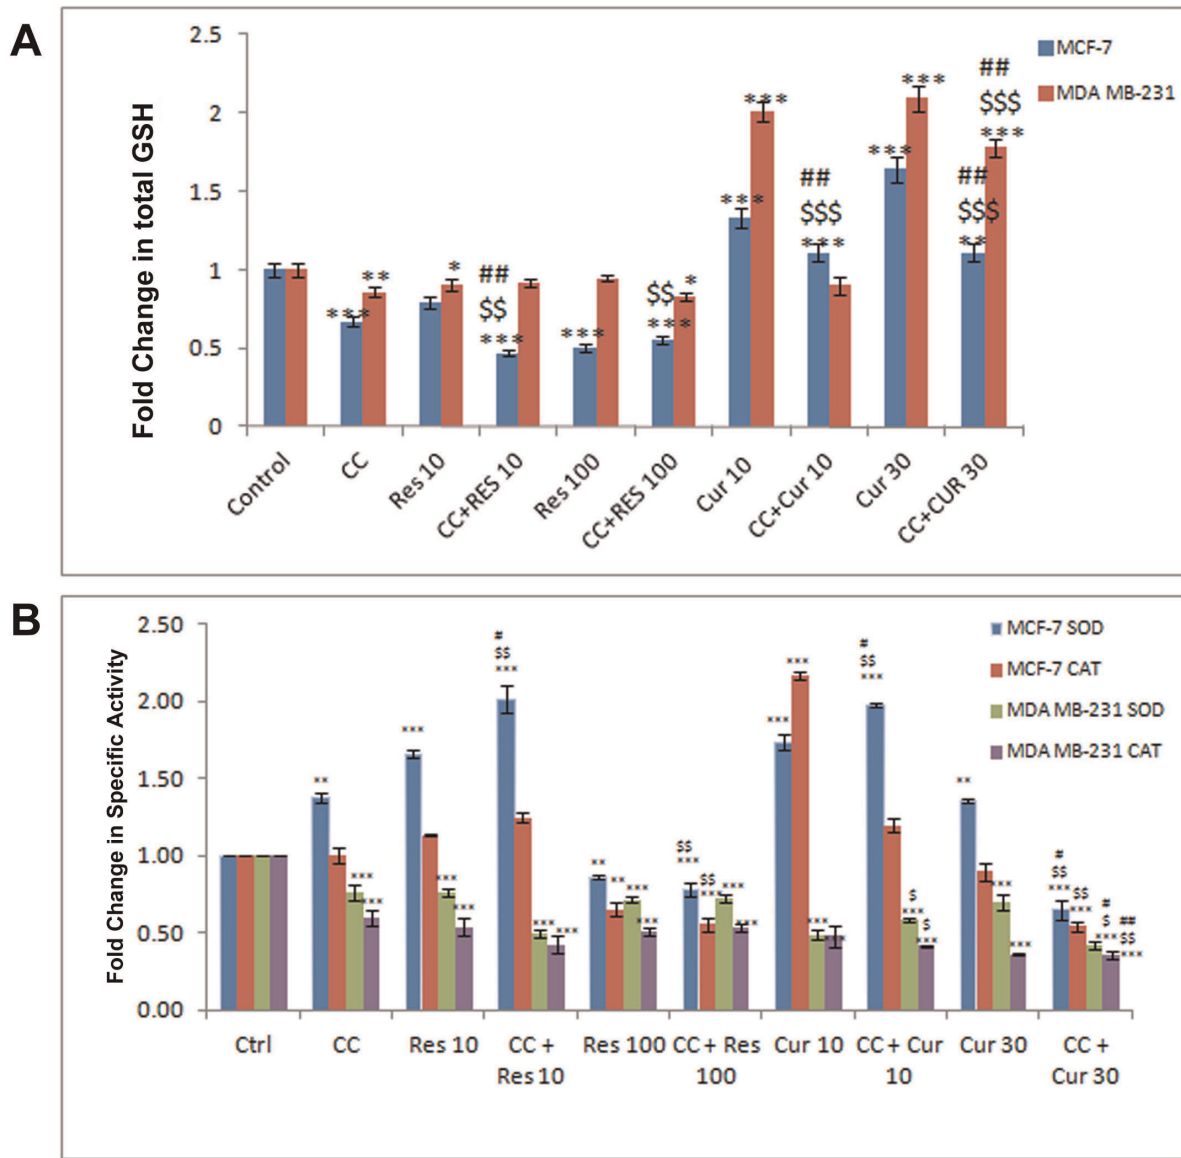 A
Fold Change in total GSH
2.5
2
1.5
1
0.5
0
MCF-7
MDA MB-231
***
**
*
##
$$
***
***
$$
***
*
***
***
##
$$$
***
***
***
##
$$$
**
##
$$$
***
Control
CC
Res 10
CC+RES 10
Res 100
CC+RES 100
Cur 10
CC+Cur 10
Cur 30
CC+CUR 30
B
Fold Change in Specific Activity
2.50
2.00
1.50
1.00
0.50
0.00
MCF-7 SOD
MCF-7 CAT
MDA MB-231 SOD
MDA MB-231 CAT
**
***
***
***
***
***
#
$$
***
***
***
**
**
***
***
$$
***
$$
***
***
***
***
***
***
***
#
$$
***
$
***
$
***
**
***
***
#
$$
***
$$
***
#
$
***
##
$$
***
Ctrl
CC
Res 10
CC +
Res 10
Res 100
CC + Res
100
Cur 10
CC + Cur
10
Cur 30
CC +
Cur 30